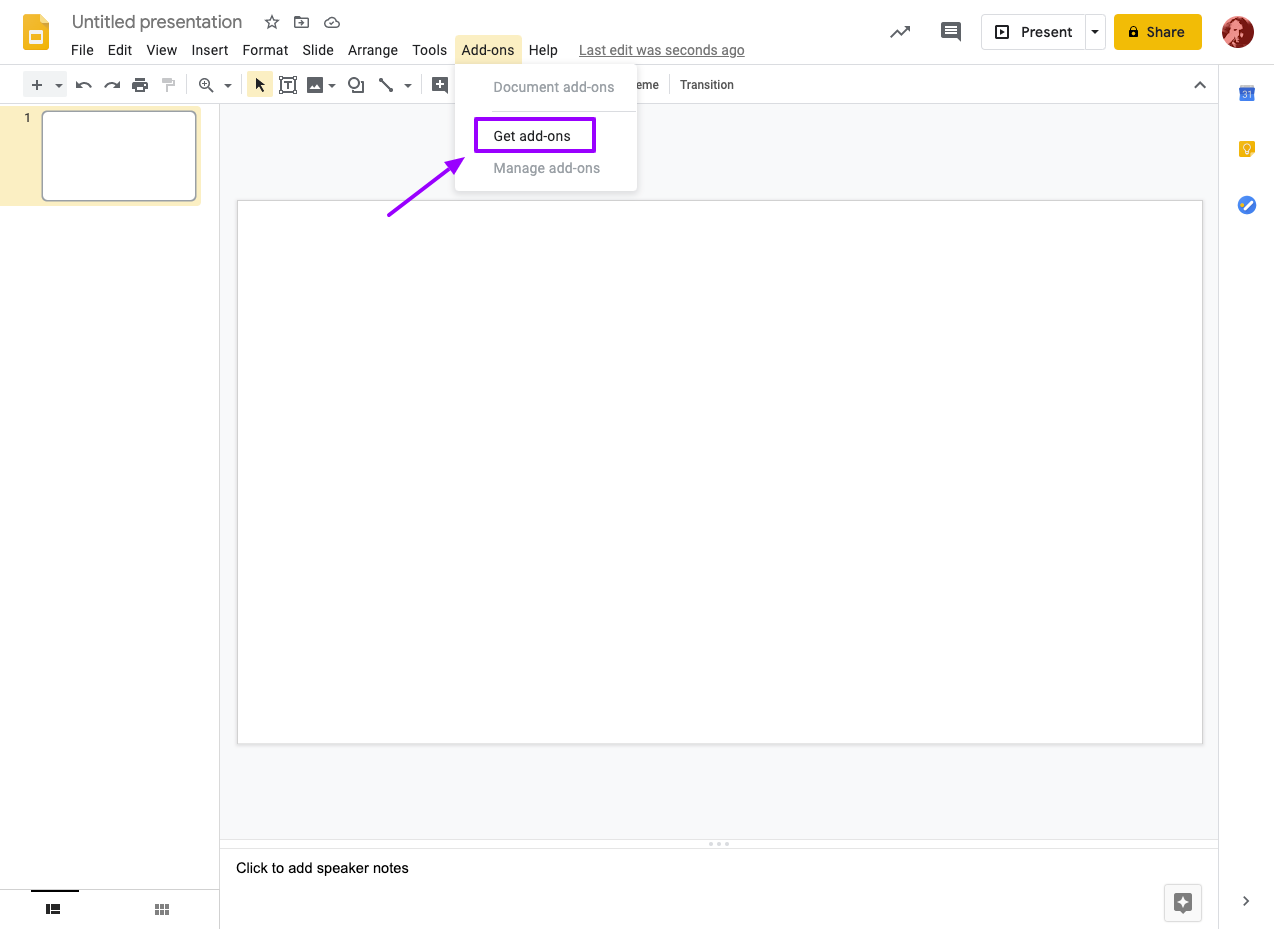 Untitled presentation
File Edit View Insert Format Slide Arrange Tools Add-ons Help Last edit was seconds ago
Present
Share
eme
Transition
31
Document add-ons
Get add-ons
Manage add-ons
1
Click to add speaker notes